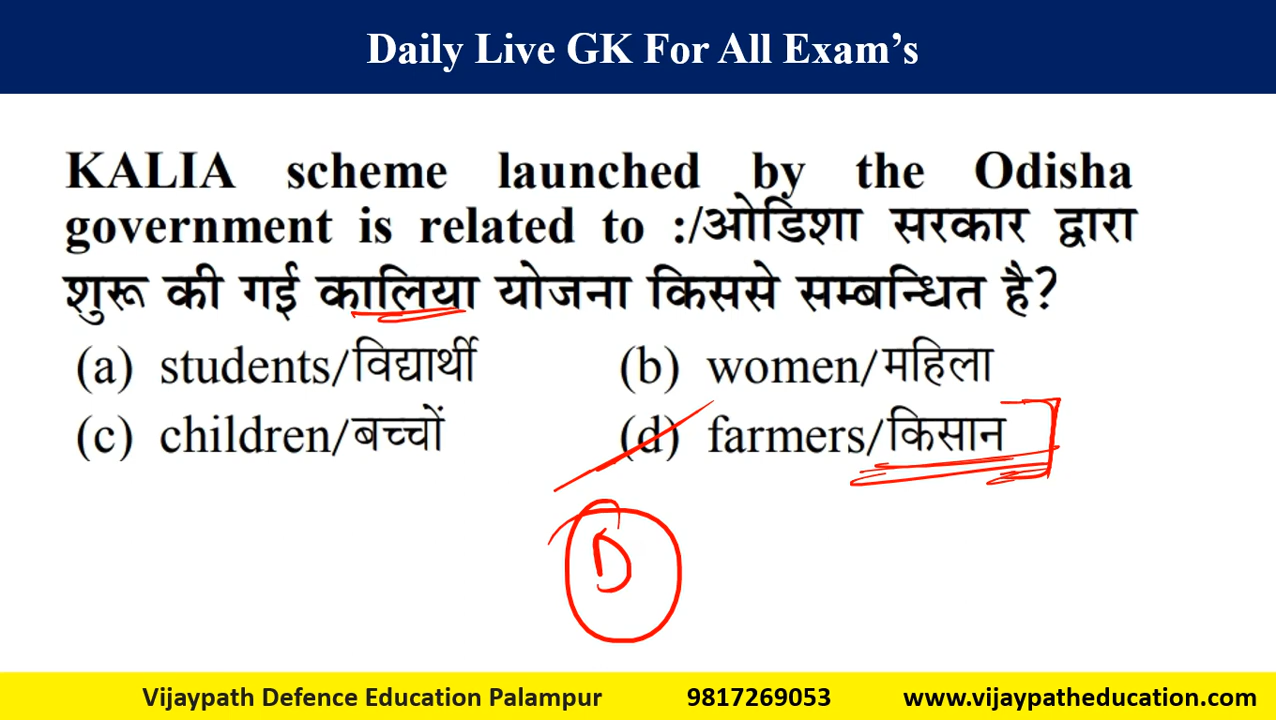 Daily Live GK For All Exam’s
KALIA scheme launched by the Odisha
government is related to :/ओडिशा सरकार द्वारा
शुरू की गई कालिया योजना किससे सम्बन्धित है?
(a) students/विद्यार्थी (b) women/महिला
(c) children/बच्चों (d) farmers/किसान
D
Vijaypath Defence Education Palampur 9817269053 www.vijaypatheducation.com